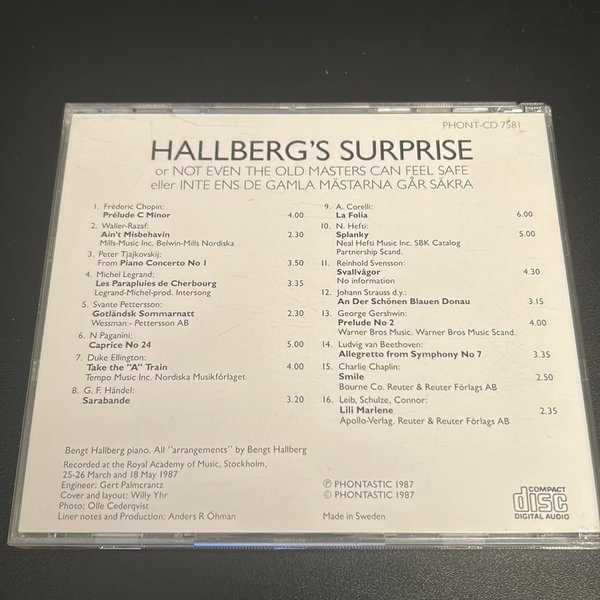 PHONT-CD 7581
HALLBERG'S SURPRISE
or NOT EVEN THE OLD MASTERS CAN FEEL SAFE
eller INTE ENS DE GAMLA MÄSTARNA GÅR SÄKRA
1. Fréderic Chopin:
Prélude C Minor 4.00
2. Waller-Razaf:
Ain't Misbehavin 2.30
Mills-Music Inc. Belwin-Mills Nordiska
3. Peter Tjajkovskij:
From Piano Concerto No 1 3.50
4. Michel Legrand:
Les Parapluies de Cherbourg 3.35
Legrand-Michel-prod. Intersong
5. Svante Pettersson:
Gotländsk Sommarnatt 2.30
Wessman - Pettersson AB
6. N Paganini:
Caprice No 24 5.00
7. Duke Ellington:
Take the "A" Train 4.00
Tempo Music Inc. Nordiska Musikförlaget
8. G. F. Händel:
Sarabande 3.20
9. A. Corelli:
La Folia 6.00
10. N. Hefti:
Splanky 5.00
Neal Hefti Music Inc. SBK Catalog
Partnership Scand.
11. Reinhold Svensson:
Svallvågor 4.30
No information
12. Johann Strauss d.y.:
An Der Schönen Blauen Donau 3.15
13. George Gershwin:
Prelude No 2 4.00
Warner Bros Music. Warner Bros Music Scand.
14. Ludvig van Beethoven:
Allegretto from Symphony No 7 3.35
15. Charlie Chaplin:
Smile 2.50
Bourne Co. Reuter & Reuter Förlags AB
16. Leib, Schulze, Connor:
Lili Marlene 2.35
Apollo-Verlag. Reuter & Reuter Förlags AB
Bengt Hallberg piano. All "arrangements" by Bengt Hallberg
Recorded at the Royal Academy of Music, Stockholm,
25-26 March and 18 May 1987
Engineer: Gert Palmcrantz
Cover and layout: Willy Yhr
Photo: Olle Cederqvist
Liner notes and Production: Anders R Öhman
Ⓟ PHONTASTIC 1987
© PHONTASTIC 1987
Made in Sweden
COMPACT
disc
DIGITAL AUDIO